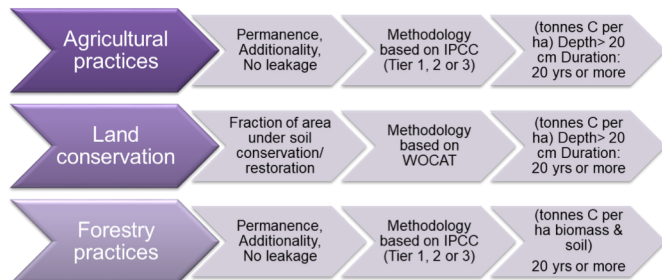 Agricultural
practices
Permanence,
Additionality,
No leakage
Methodology
based on IPCC
(Tier 1, 2 or 3)
(tonnes C per
ha) Depth> 20
cm Duration:
20 yrs or more
Land
conservation
Fraction of area
under soil
conservation/
restoration
Methodology
based on
WOCAT
(tonnes C per
ha) Depth> 20
cm Duration:
20 yrs or more
Forestry
practices
Permanence,
Additionality,
No leakage
Methodology
based on IPCC
(Tier 1, 2 or 3)
(tonnes C per
ha biomass &
soil)
20 yrs or more